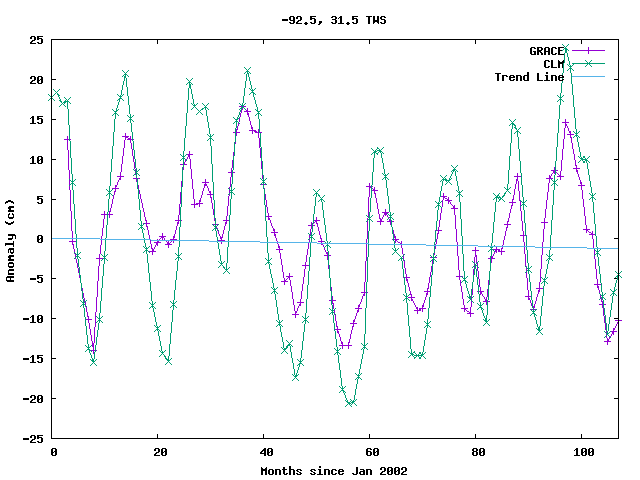 -92.5, 31.5 TWS
GRACE
CLM
Trend Line
25
20
15
10
5
0
-5
-10
-15
-20
-25
Anomaly (cm)
0 20 40 60 80 100
Months since Jan 2002